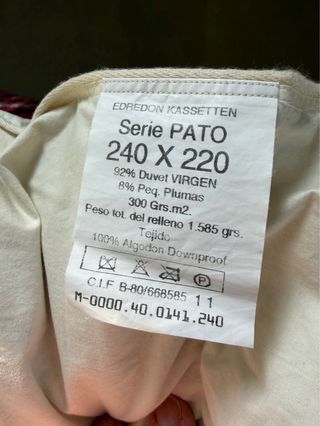 EDREDON KASSETTEN
Serie PATO
240 X 220
92% Duvet VIRGEN
8% Peq. Plumas
300 Grs.m2.
Peso tot. del relleno 1.585 grs.
Tejido
100% Algodon Downproof
P
C.I.F B-80/668585 1 1
M-0000.40.0141.240